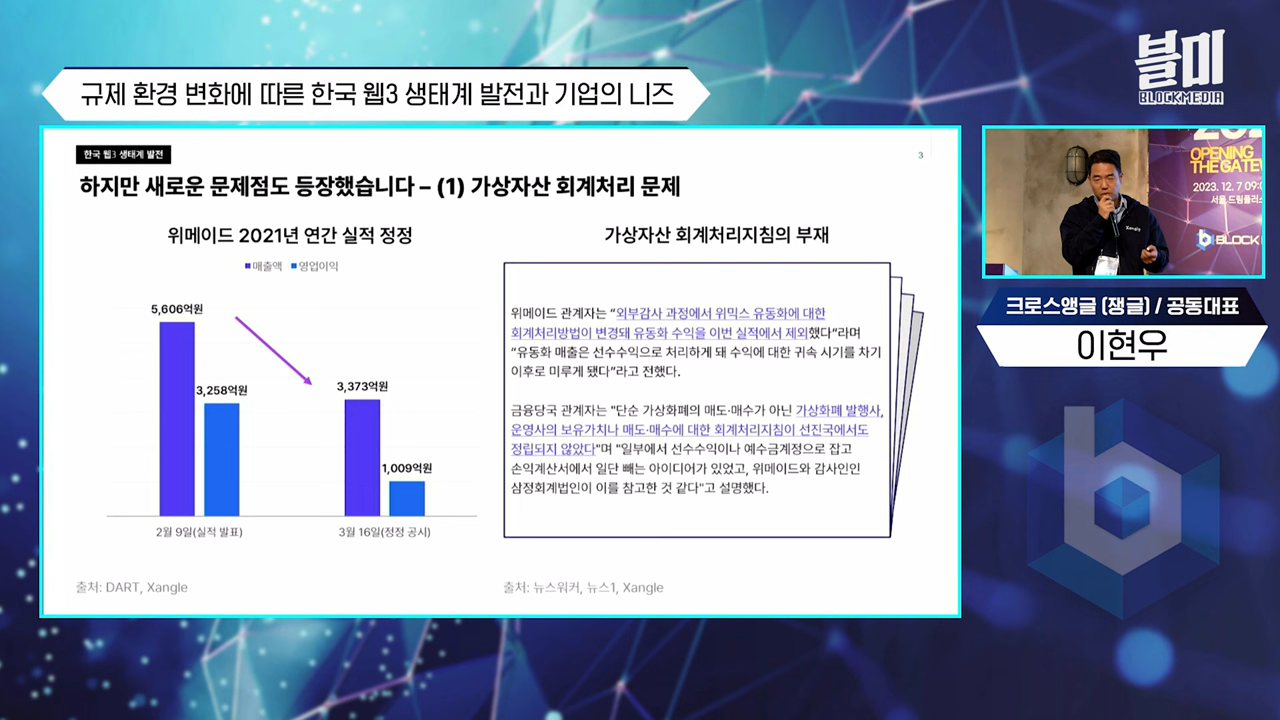 블미
BLOCKMEDIA
규제 환경 변화에 따른 한국 웹3 생태계 발전과 기업의 니즈
한국 웹3 생태계 발전
3
하지만 새로운 문제점도 등장했습니다 – (1) 가상자산 회계처리 문제
위메이드 2021년 연간 실적 정정
매출액 영업이익
5,606억원
3,258억원
3,373억원
1,009억원
2월 9일(실적 발표)
3월 16일(정정 공시)
출처: DART, Xangle
가상자산 회계처리지침의 부재
위메이드 관계자는 “외부감사 과정에서 위믹스 유동화에 대한
회계처리방법이 변경돼 유동화 수익을 이번 실적에서 제외했다“라며
“유동화 매출은 선수수익으로 처리하게 돼 수익에 대한 귀속 시기를 차기
이후로 미루게 됐다”라고 전했다.
금융당국 관계자는 "단순 가상화폐의 매도·매수가 아닌 가상화폐 발행사,
운영사의 보유가치나 매도·매수에 대한 회계처리지침이 선진국에서도
정립되지 않았다"며 "일부에서 선수수익이나 예수금계정으로 잡고
손익계산서에서 일단 빼는 아이디어가 있었고, 위메이드와 감사인인
삼정회계법인이 이를 참고한 것 같다"고 설명했다.
출처: 뉴스워커, 뉴스1, Xangle
OPENING
THE GATE
2023. 12. 7 09:0
서울 드림플러스
BLOCK
Xangle
크로스앵글 (쟁글) / 공동대표
이현우